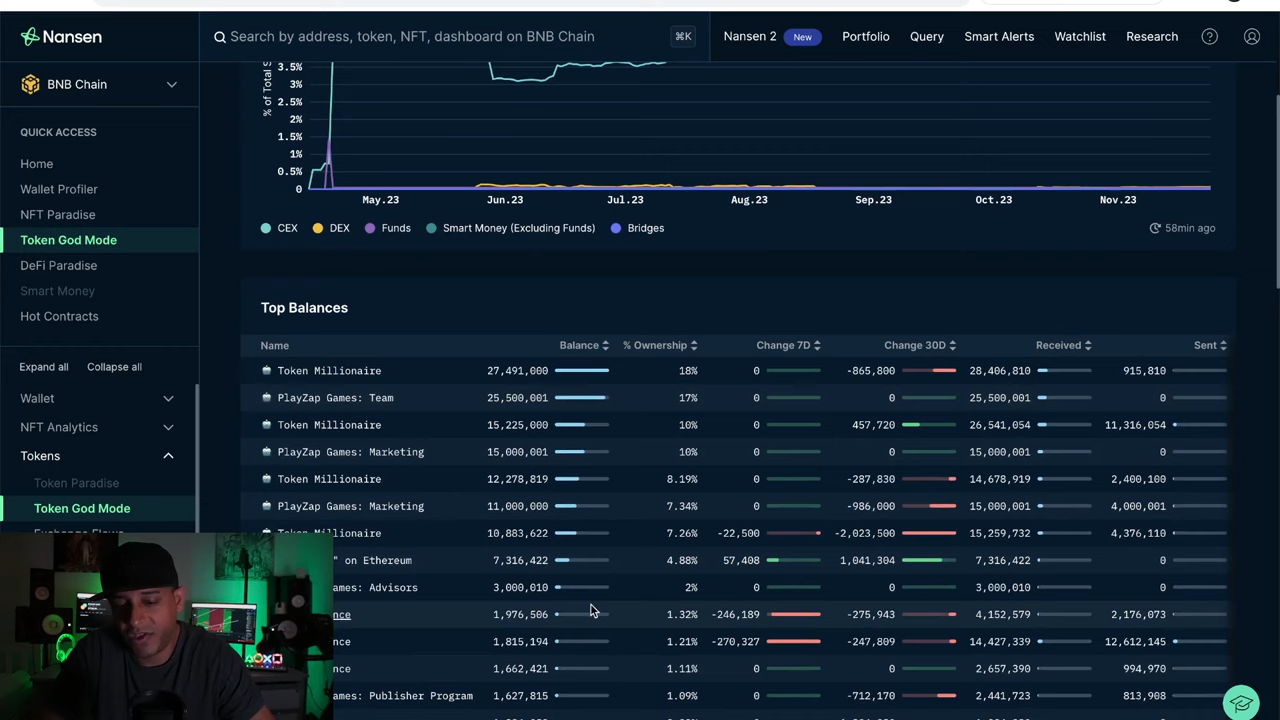 Nansen
Search by address, token, NFT, dashboard on BNB Chain
⌘K
Nansen 2 New Portfolio Query Smart Alerts Watchlist Research
BNB Chain
QUICK ACCESS
Home
Wallet Profiler
NFT Paradise
Token God Mode
DeFi Paradise
Smart Money
Hot Contracts
Expand all Collapse all
Wallet
NFT Analytics
Tokens
Token Paradise
Token God Mode
% of Total
3.5%
3%
2.5%
2%
1.5%
1%
0.5%
0
May.23 Jun.23 Jul.23 Aug.23 Sep.23 Oct.23 Nov.23
CEX DEX Funds Smart Money (Excluding Funds) Bridges 58min ago
Top Balances
Name Balance % Ownership Change 7D Change 30D Received Sent
Token Millionaire 27,491,000 18% 0 -865,800 28,406,810 915,810
PlayZap Games: Team 25,500,001 17% 0 0 25,500,001 0
Token Millionaire 15,225,000 10% 0 457,720 26,541,054 11,316,054
PlayZap Games: Marketing 15,000,001 10% 0 0 15,000,001 0
Token Millionaire 12,278,819 8.19% 0 -287,830 14,678,919 2,400,100
PlayZap Games: Marketing 11,000,000 7.34% 0 -986,000 15,000,001 4,000,001
Token Millionaire 10,883,622 7.26% -22,500 -2,023,500 15,259,732 4,376,110
" on Ethereum 7,316,422 4.88% 57,408 1,041,304 7,316,422 0
ames: Advisors 3,000,010 2% 0 0 3,000,010 0
nce 1,976,506 1.32% -246,189 -275,943 4,152,579 2,176,073
nce 1,815,194 1.21% -270,327 -247,809 14,427,339 12,612,145
nce 1,662,421 1.11% 0 0 2,657,390 994,970
ames: Publisher Program 1,627,815 1.09% 0 -712,170 2,441,723 813,908